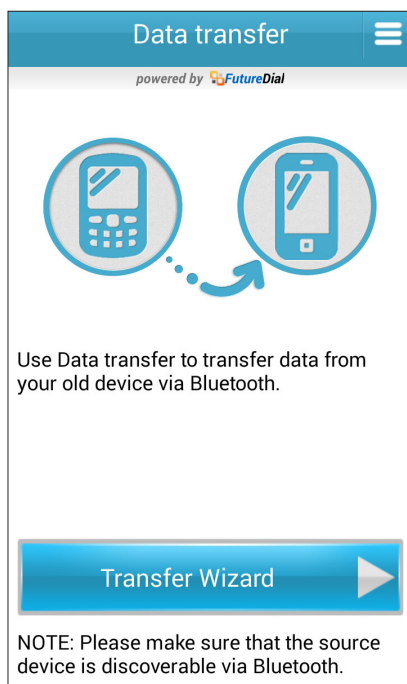 Data transfer
powered by FutureDial
Use Data transfer to transfer data from
your old device via Bluetooth.
Transfer Wizard
NOTE: Please make sure that the source
device is discoverable via Bluetooth.